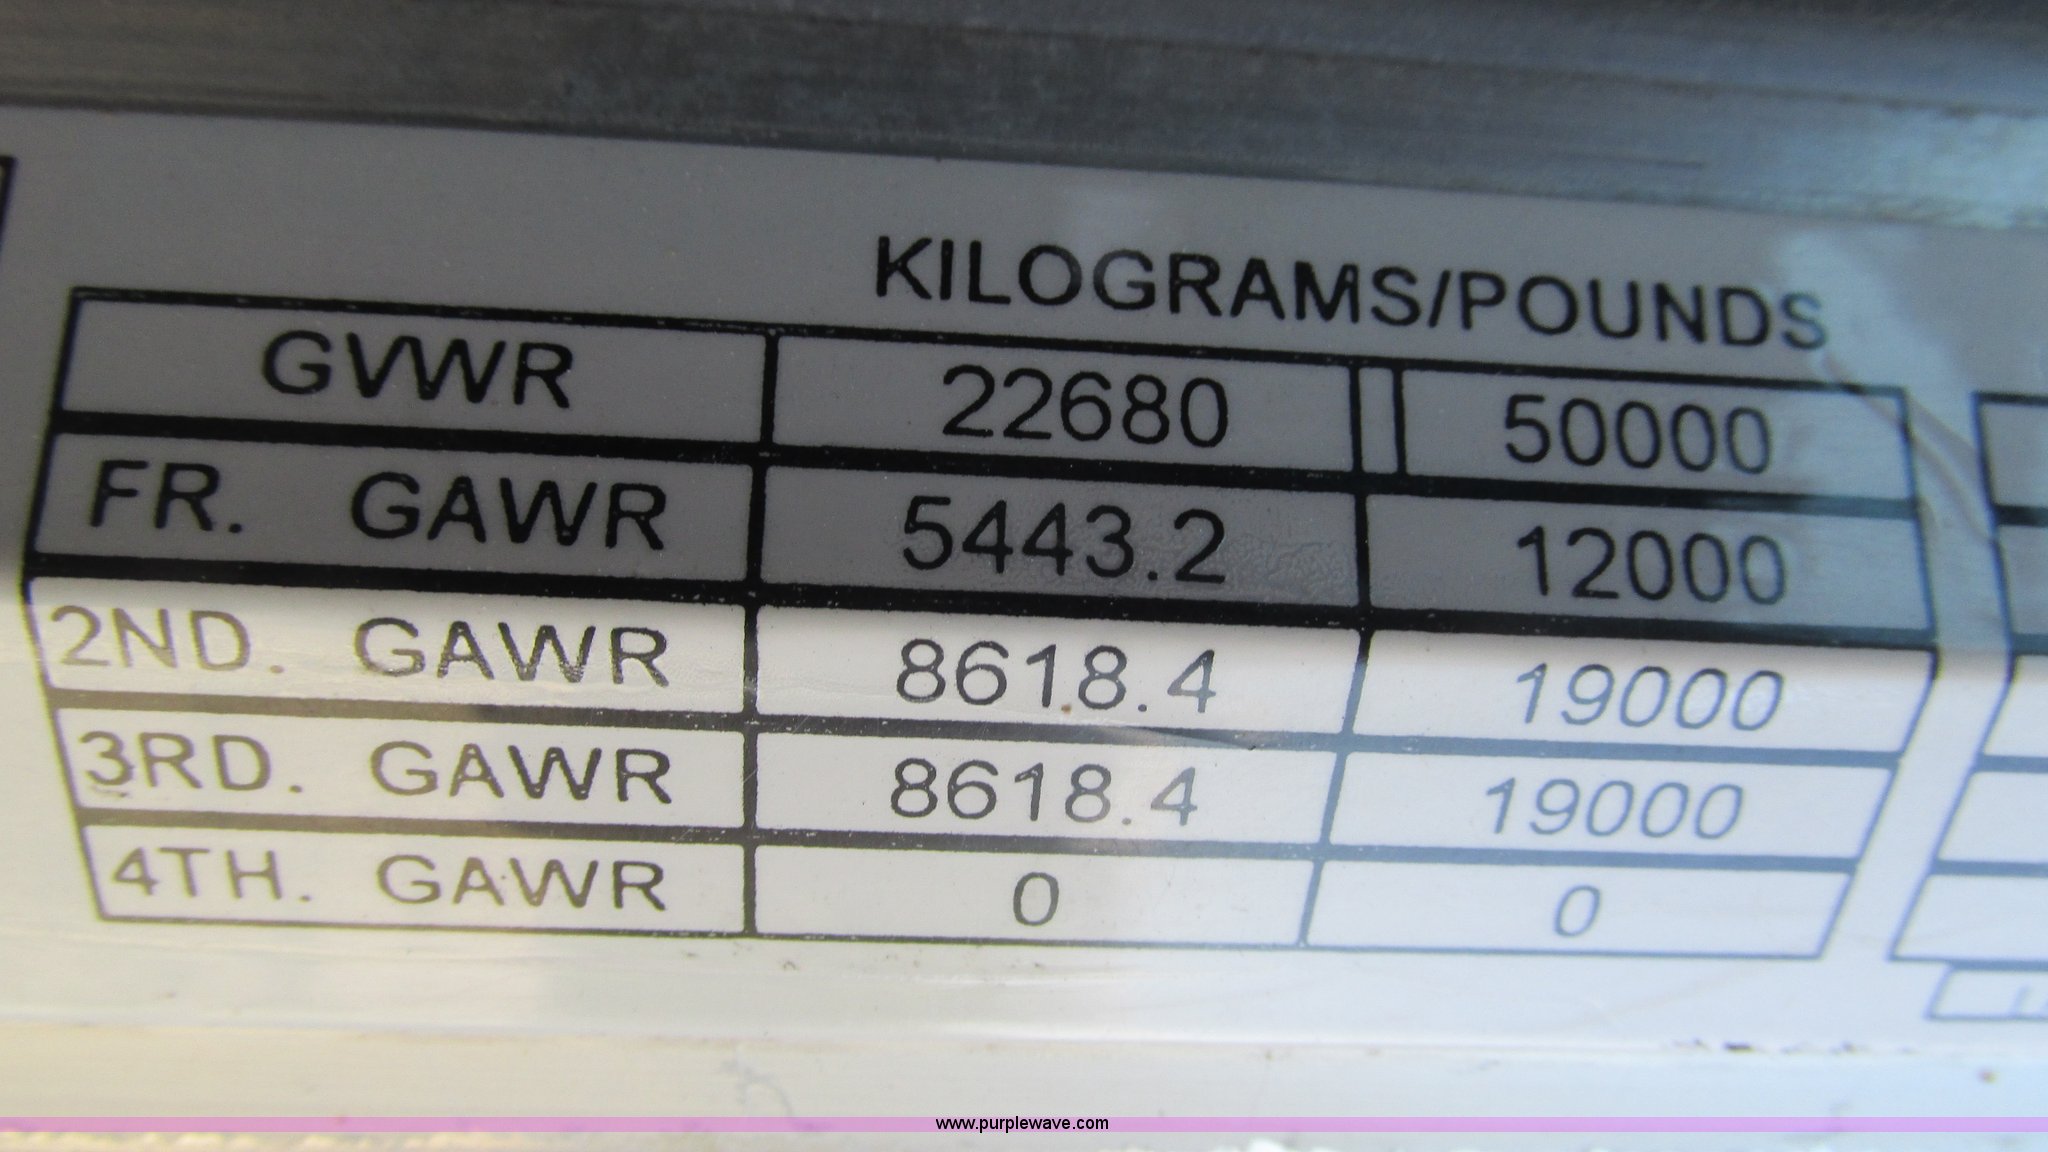 KILOGRAMS/POUNDS
GVWR 22680 50000
FR. GAWR 5443.2 12000
2ND. GAWR 8618.4 19000
3RD. GAWR 8618.4 19000
4TH. GAWR 0 0
www.purplewave.com